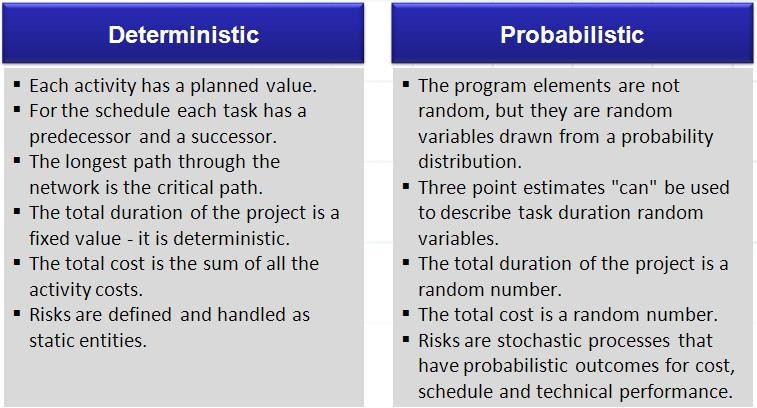 Deterministic
▪ Each activity has a planned value.
▪ For the schedule each task has a
predecessor and a successor.
▪ The longest path through the
network is the critical path.
▪ The total duration of the project is a
fixed value - it is deterministic.
▪ The total cost is the sum of all the
activity costs.
▪ Risks are defined and handled as
static entities.
Probabilistic
▪ The program elements are not
random, but they are random
variables drawn from a probability
distribution.
▪ Three point estimates "can" be used
to describe task duration random
variables.
▪ The total duration of the project is a
random number.
▪ The total cost is a random number.
▪ Risks are stochastic processes that
have probabilistic outcomes for cost,
schedule and technical performance.